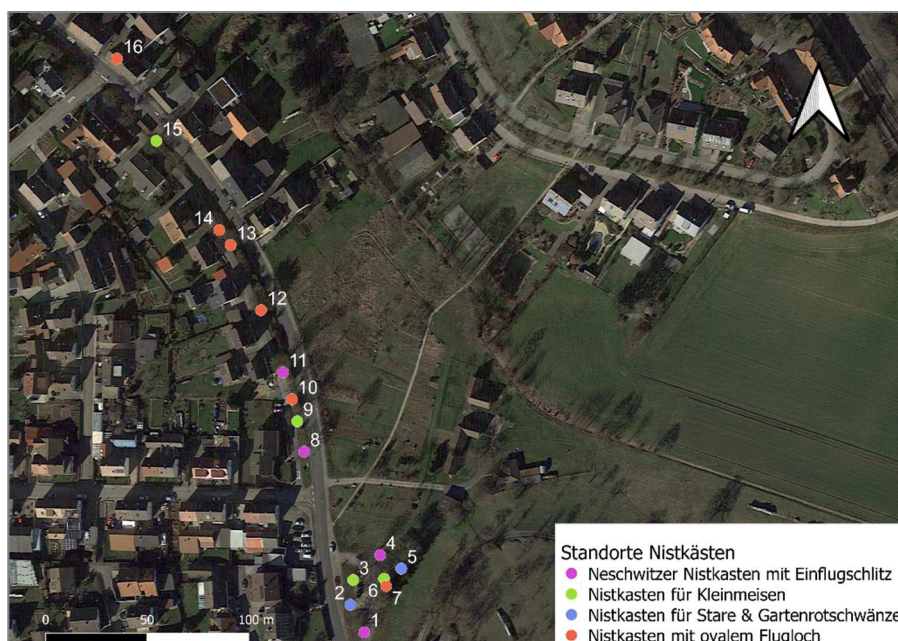 16
15
14
13
12
11
10
9
8
4
5
3
6
7
2
1
0 50 100 m
Standorte Nistkästen
Neschwitzer Nistkasten mit Einflugschlitz
Nistkasten für Kleinmeisen
Nistkasten für Stare & Gartenrotschwänze
Nistkasten mit ovalem Flugloch